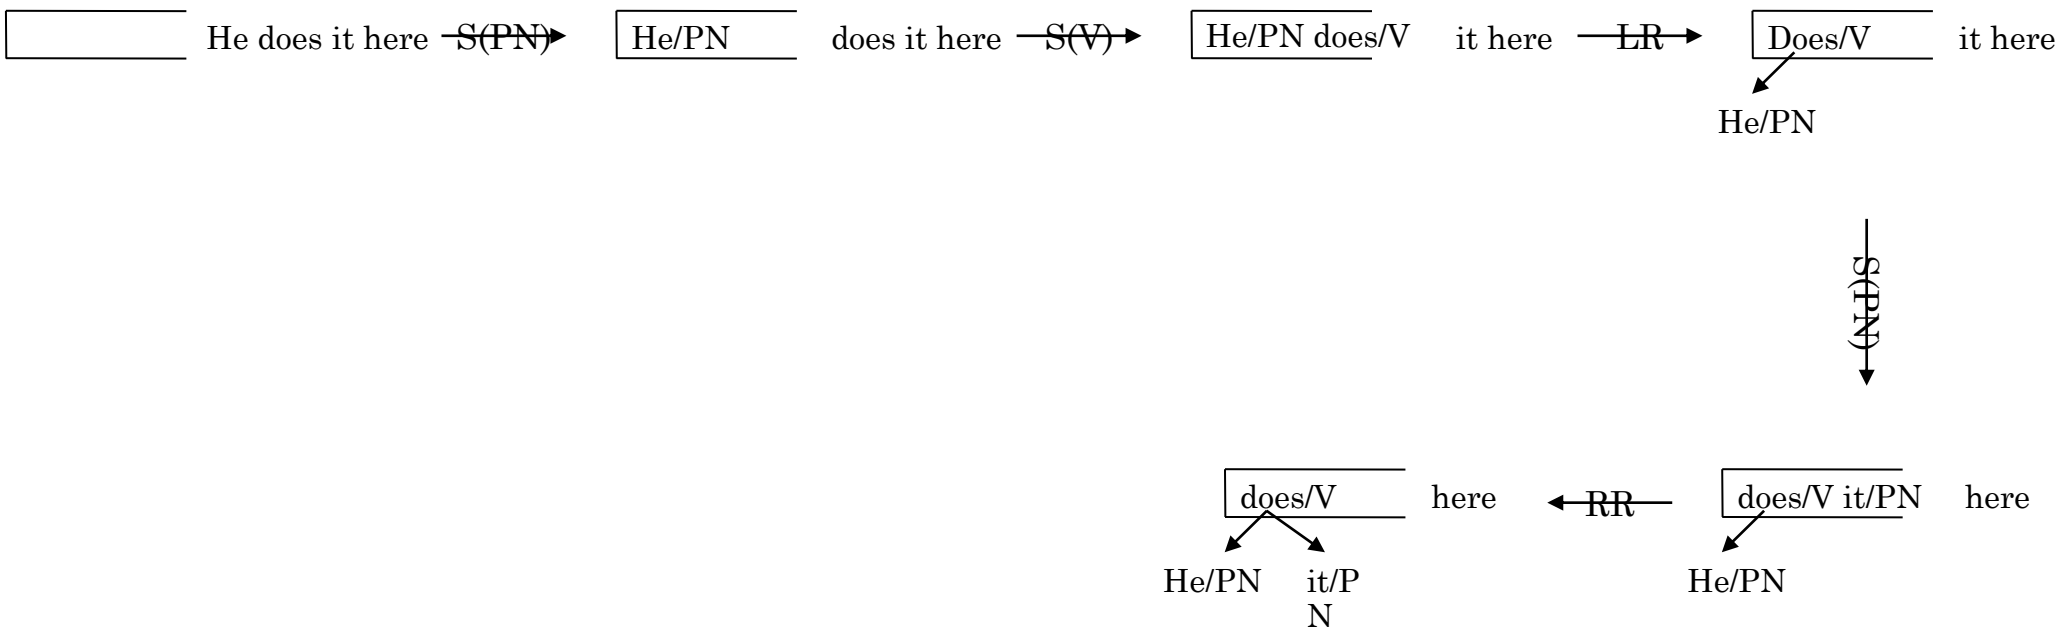 He does it here S(PN) He/PN does it here S(V) He/PN does/V it here LR Does/V it here
He/PN
S(PN)
does/V here RR does/V it/PN here
He/PN it/P He/PN
N